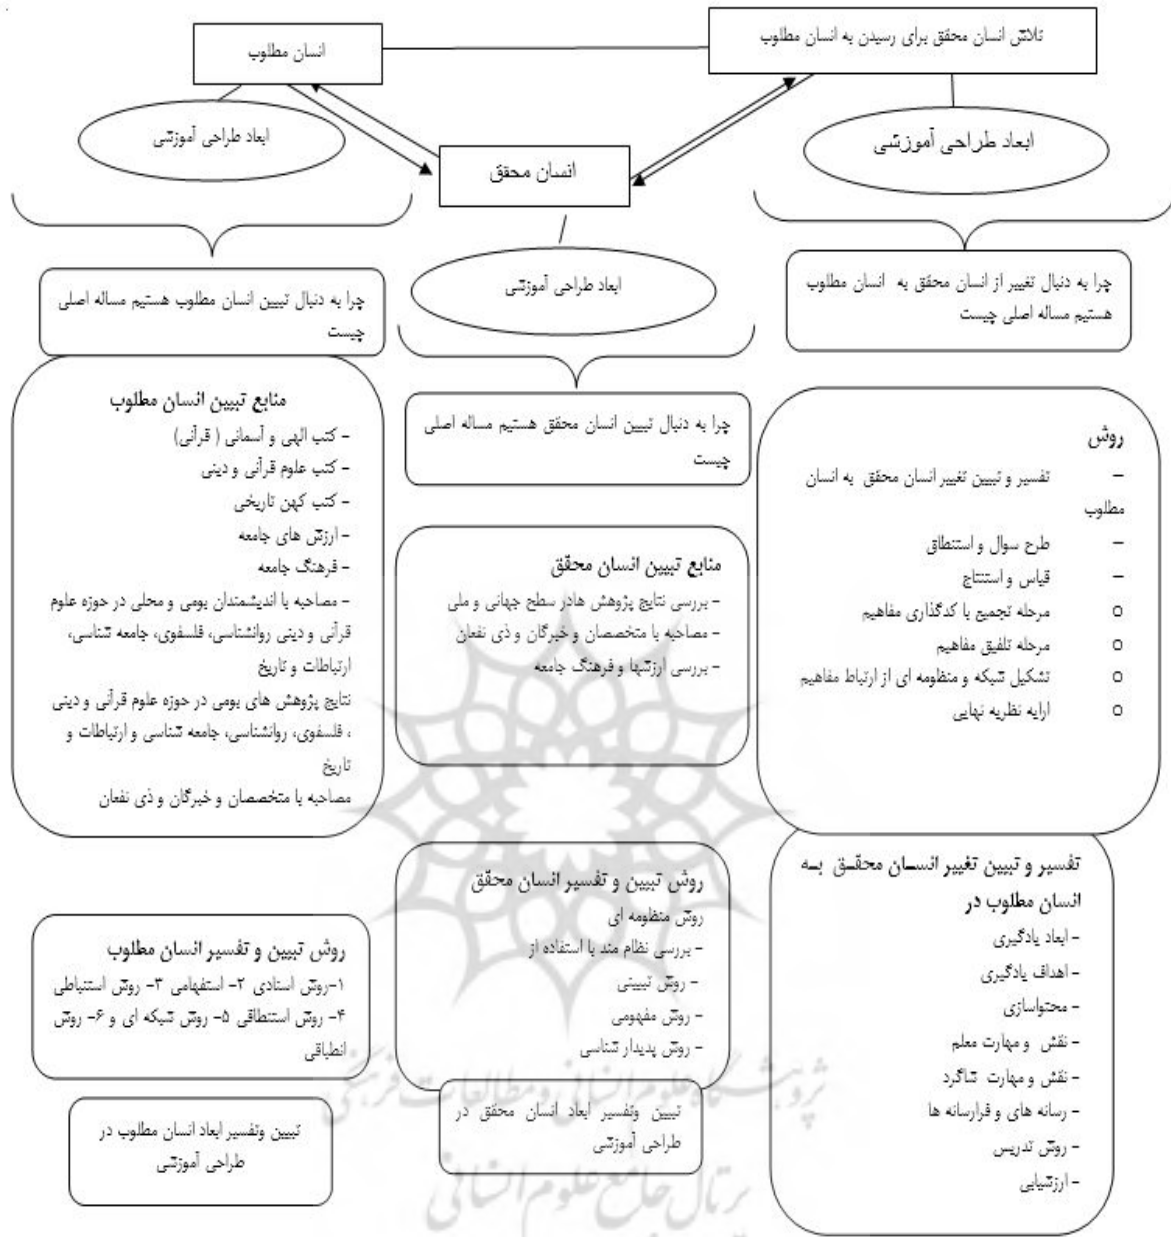 تلاش انسان محقق برای رسیدن به انسان مطلوب
انسان مطلوب
ابعاد طراحی آموزشی
ابعاد طراحی آموزشی
انسان محقق
ابعاد طراحی آموزشی
چرا به دنبال تغییر از انسان محقق به انسان مطلوب
هستیم مساله اصلی چیست
روش
– تفسیر و تبیین تغییر انسان محقق به انسان
مطلوب
– طرح سوال و استنطاق
– قیاس و استنتاج
o مرحله تجمیع با کدگذاری مفاهیم
o مرحله تلفیق مفاهیم
o تشکیل شبکه و منظومه ای از ارتباط مفاهیم
o ارایه نظریه نهایی
تفسیر و تبیین تغییر انسان محقق به
انسان مطلوب در
- ابعاد یادگیری
- اهداف یادگیری
- محتواسازی
- نقش و مهارت معلم
- نقش و مهارت شاگرد
- رسانه های و فرارسانه ها
- روش تدریس
- ارزشیابی
چرا به دنبال تبیین انسان محقق هستیم مساله اصلی
چیست
منابع تبیین انسان محقق
- بررسی نتایج پژوهش هادر سطح جهانی و ملی
- مصاحبه با متخصصان و خبرگان و ذی نفعان
- بررسی ارزشها و فرهنگ جامعه
روش تبیین و تفسیر انسان محقق
روش منظومه ای
- بررسی نظام مند با استفاده از
- روش تبیینی
- روش مفهومی
- روش پدیدار شناسی
تبیین وتفسیر ابعاد انسان محقق در
طراحی آموزشی
چرا به دنبال تبیین انسان مطلوب هستیم مساله اصلی
چیست
منابع تبیین انسان مطلوب
- کتب الهی و آسمانی ( قرآنی)
- کتب علوم قرآنی و دینی
- کتب کهن تاریخی
- ارزش های جامعه
- فرهنگ جامعه
- مصاحبه با اندیشمندان بومی و محلی در حوزه علوم
قرآنی و دینی روانشناسی، فلسفوی، جامعه شناسی،
ارتباطات و تاریخ
نتایج پژوهش های بومی در حوزه علوم قرآنی و دینی
، فلسفوی، روانشناسی، جامعه شناسی و ارتباطات و
تاریخ
مصاحبه با متخصصان و خبرگان و ذی نفعان
روش تبیین و تفسیر انسان مطلوب
۱-روش اسنادی ۲- استفهامی ۳- روش استنباطی
۴- روش استنطاقی ۵- روش شبکه ای و ۶- روش
انطباقی
تبیین وتفسیر ابعاد انسان مطلوب در
طراحی آموزشی
پژوهشگاه علوم انسانی و مطالعات فرهنگی
پرتال جامع علوم انسانی